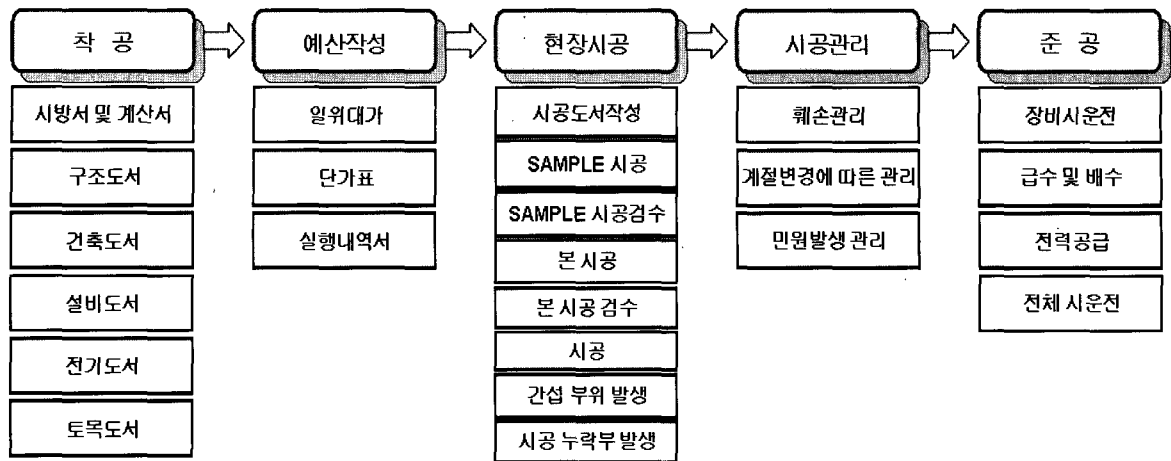 착 공
예산작성
현장시공
시공관리
준 공
시방서 및 계산서
구조도서
건축도서
설비도서
전기도서
토목도서
일위대가
단가표
실행내역서
시공도서작성
SAMPLE 시공
SAMPLE 시공검수
본 시공
본 시공 검수
시공
간섭 부위 발생
시공 누락부 발생
훼손관리
계절변경에 따른 관리
민원발생 관리
장비시운전
급수 및 배수
전력공급
전체 시운전